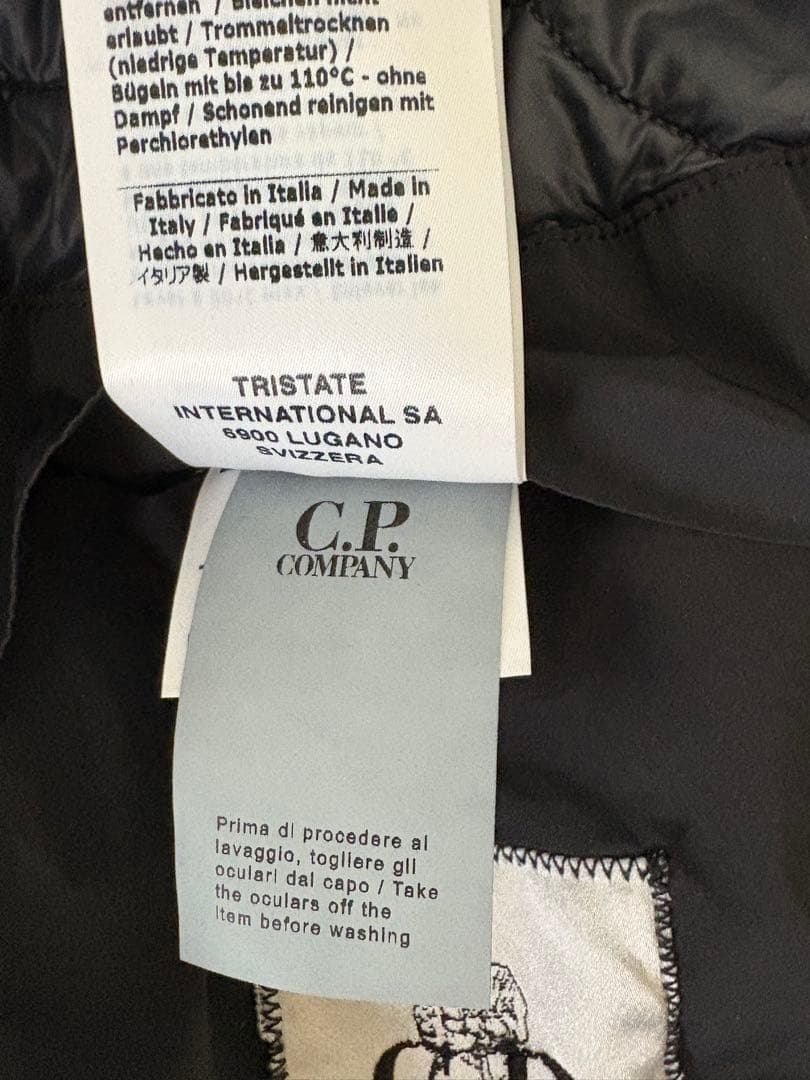 entfernen / Bleichen nicht
erlaubt / Trommeltrocknen
(niedrige Temperatur) /
Bügeln mit bis zu 110°C - ohne
Dampf / Schonend reinigen mit
Perchlorethylen
Fabbricato in Italia / Made in
Italy / Fabriqué en Italie /
Hecho en Italia / 意大利制造 /
イタリア製 / Hergestellt in Italien
TRISTATE
INTERNATIONAL SA
6900 LUGANO
SVIZZERA
C.P.
COMPANY
Prima di procedere al
lavaggio, togliere gli
oculari dal capo / Take
the oculars off the
item before washing